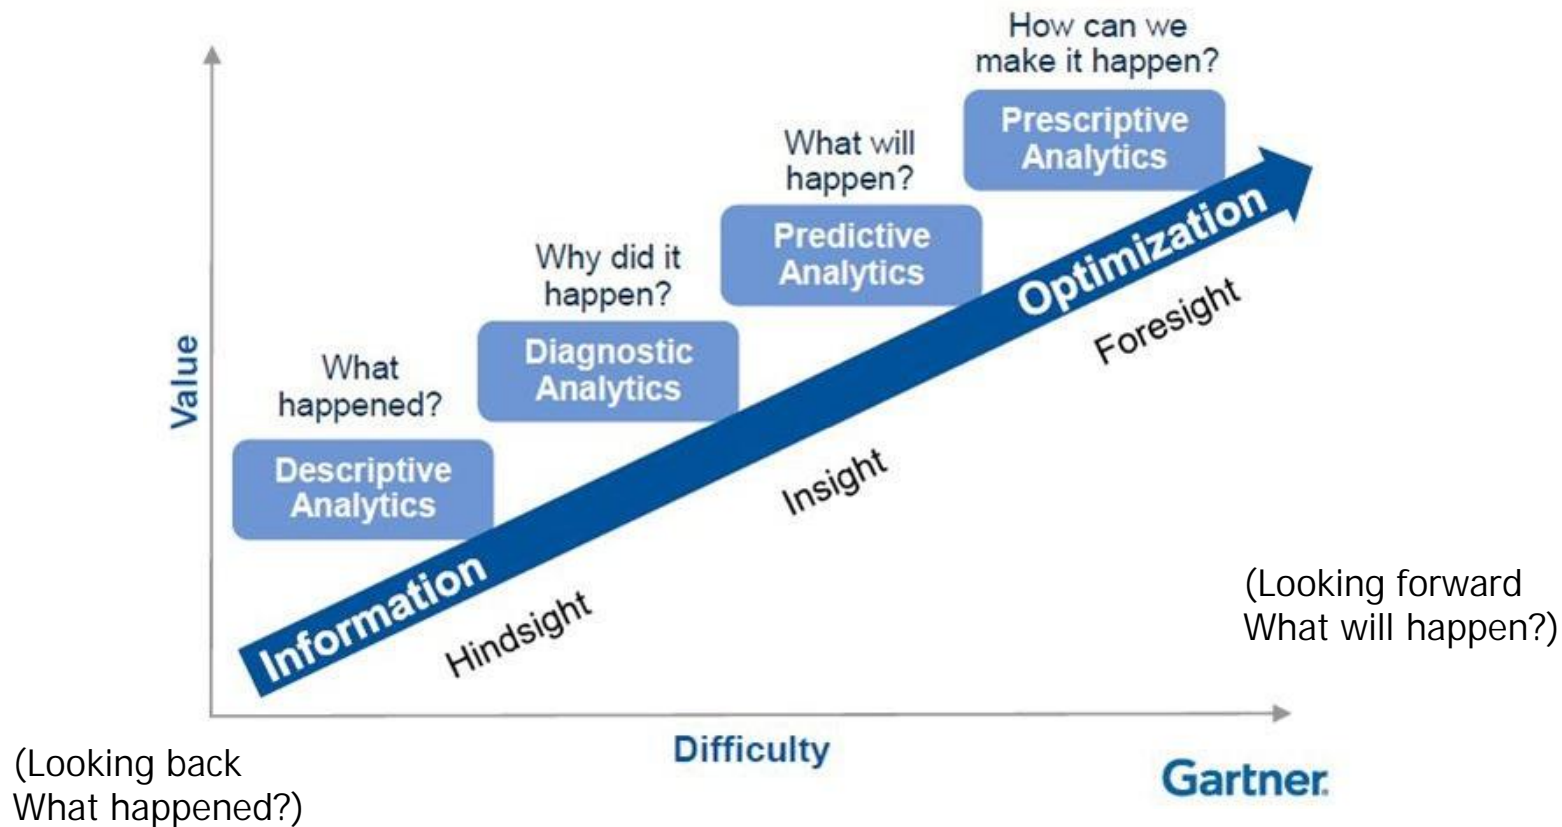 How can we
make it happen?
Prescriptive
Analytics
What will
happen?
Predictive
Analytics
Why did it
happen?
Diagnostic
Analytics
What
happened?
Descriptive
Analytics
Value
Information
Optimization
Hindsight
Insight
Foresight
(Looking forward
What will happen?)
Difficulty
(Looking back
What happened?)
Gartner.